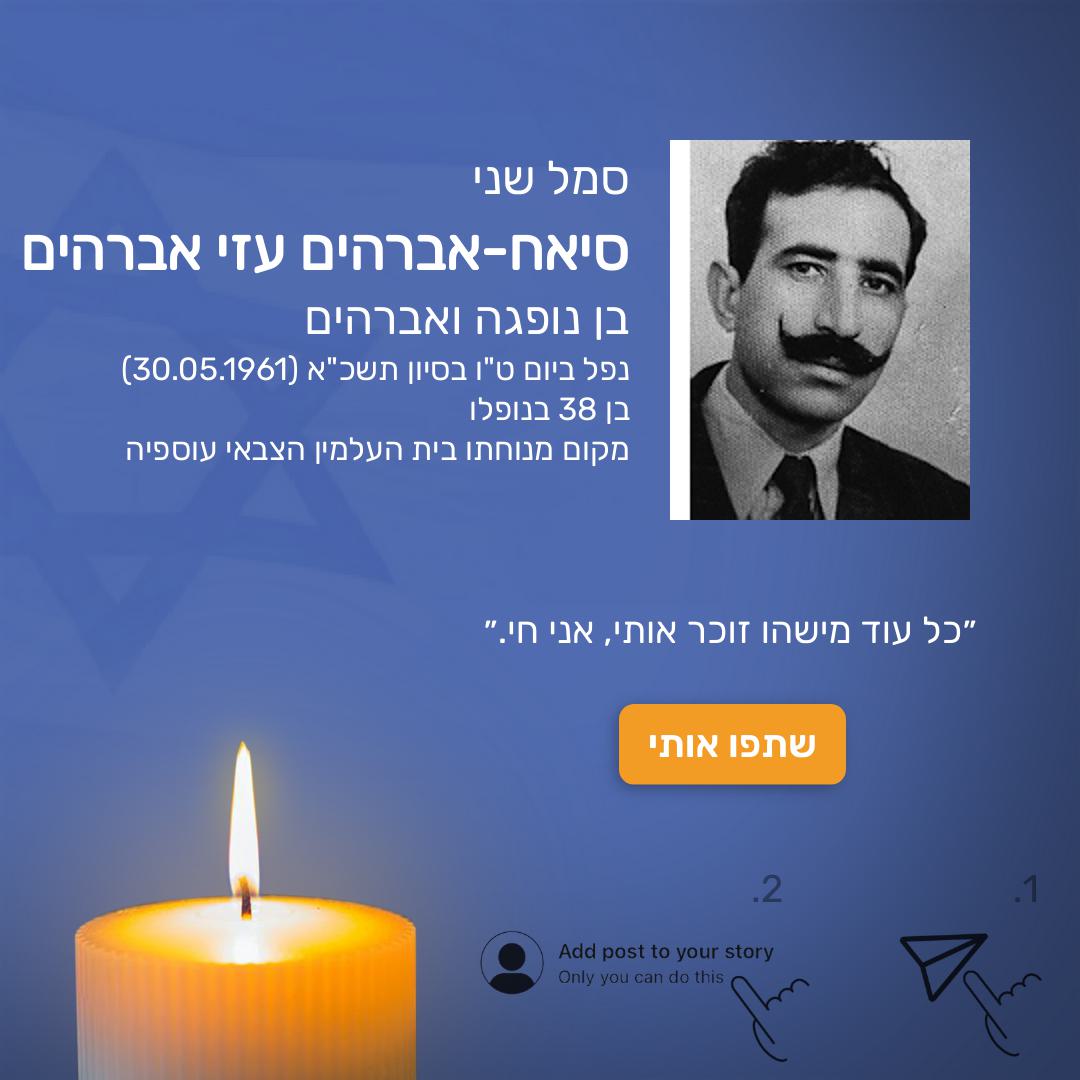 סמל שני
סיאח-אברהים עזי אברהים
בן נופגה ואברהים
נפל ביום ט"ו בסיון תשכ"א (30.05.1961)
בן 38 בנופלו
מקום מנוחתו בית העלמין הצבאי עוספיה
״כל עוד מישהו זוכר אותי, אני חי.״
שתפו אותי
1.
2.
Add post to your story
Only you can do this